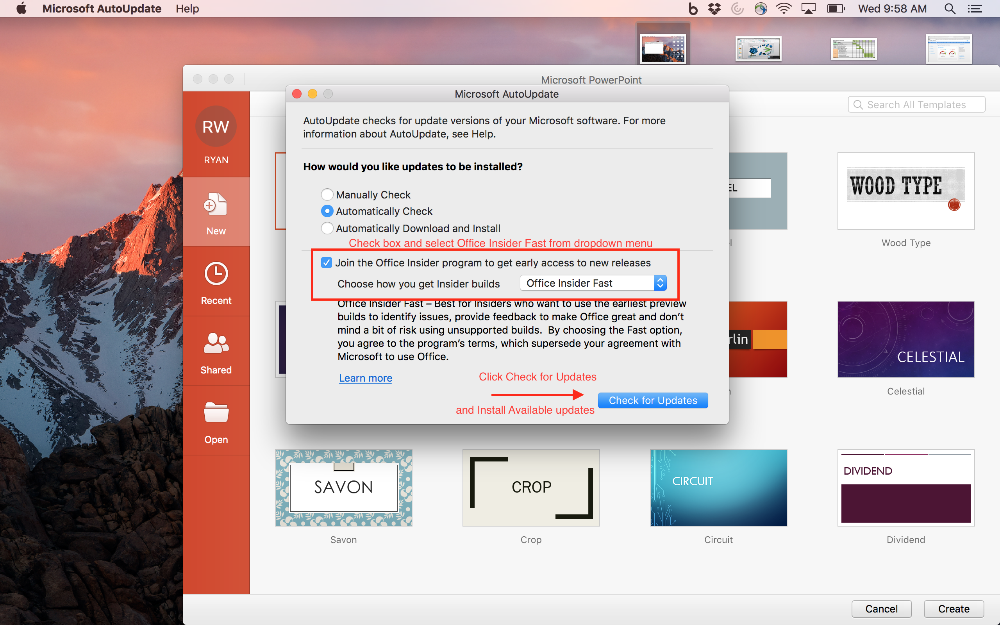 Microsoft AutoUpdate Help
Wed 9:58 AM
Microsoft PowerPoint
Microsoft AutoUpdate
Search All Templates
AutoUpdate checks for update versions of your Microsoft software. For more
information about AutoUpdate, see Help.
RW
RYAN
How would you like updates to be installed?
Manually Check
Automatically Check
Automatically Download and Install
Check box and select Office Insider Fast from dropdown menu
Join the Office Insider program to get early access to new releases
Choose how you get Insider builds
Office Insider Fast
Office Insider Fast – Best for Insiders who want to use the earliest preview
builds to identify issues, provide feedback to make Office great and don’t
mind a bit of risk using unsupported builds.  By choosing the Fast option,
you agree to the program’s terms, which supersede your agreement with
Microsoft to use Office.
Learn more
Click Check for Updates
and Install Available updates
Check for Updates
New
Recent
Shared
Open
EL
WOOD TYPE
Wood Type
rlin
CELESTIAL
Celestial
SAVON
Savon
CROP
Crop
CIRCUIT
Circuit
DIVIDEND
Dividend
Cancel
Create